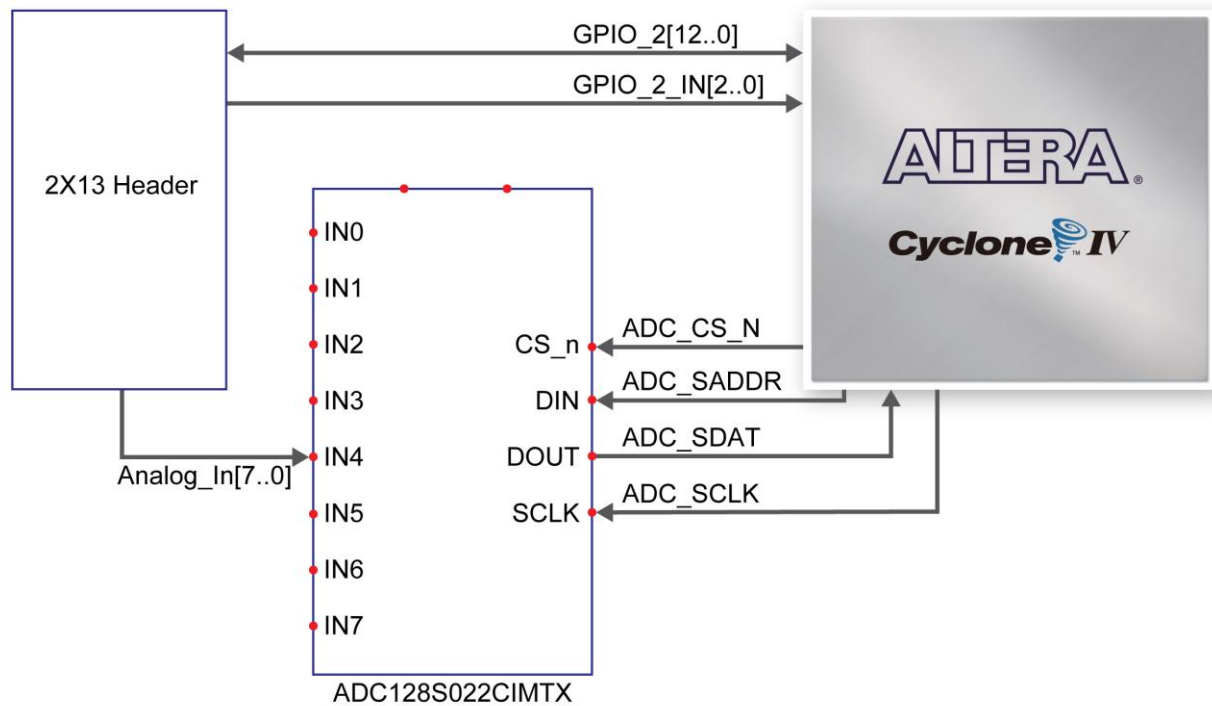 GPIO_2[12..0]
GPIO_2_IN[2..0]
2X13 Header
ALTERA®
Cyclone™ IV
IN0
IN1
IN2
IN3
IN4
IN5
IN6
IN7
Analog_In[7..0]
CS_n
DIN
DOUT
SCLK
ADC_CS_N
ADC_SADDR
ADC_SDAT
ADC_SCLK
ADC128S022CIMTX